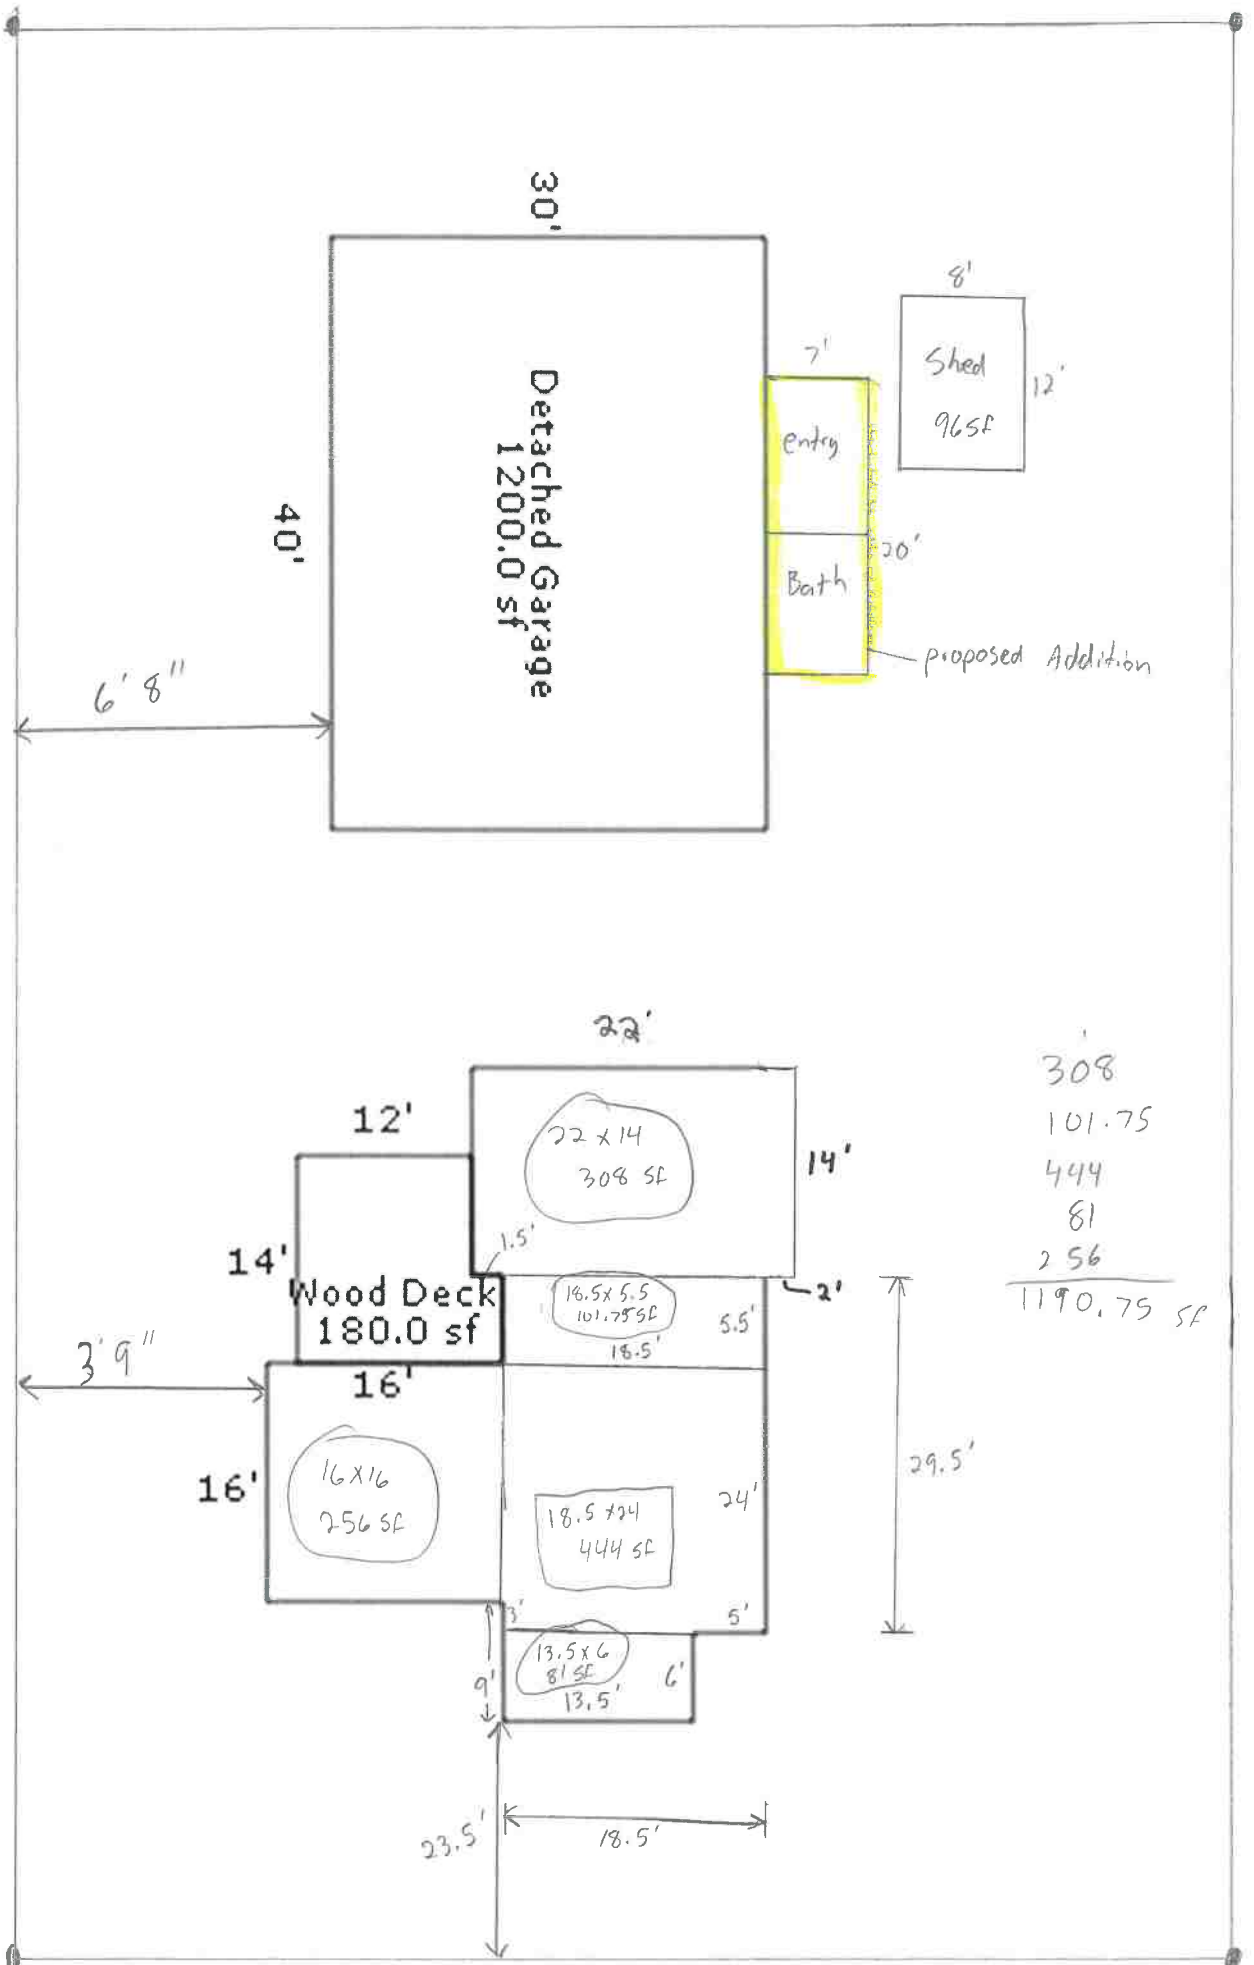 30'
8'
Shed
96 SF
12'
7'
entry
20'
Bath
proposed Addition
Detached Garage
1200.0 sf
40'
6' 8"
22'
22 x 14
308 SF
14'
12'
14'
1.5'
2'
Wood Deck
180.0 sf
18.5 x 5.5
101.75 SF
5.5'
18.5'
3' 9"
16'
16'
16 X 16
256 SF
18.5 x 24
444 SF
24'
29.5'
3'
5'
13.5 x 6
81 SF
13.5'
6'
9'
23.5'
18.5'
308
101.75
444
81
256
1190.75 SF